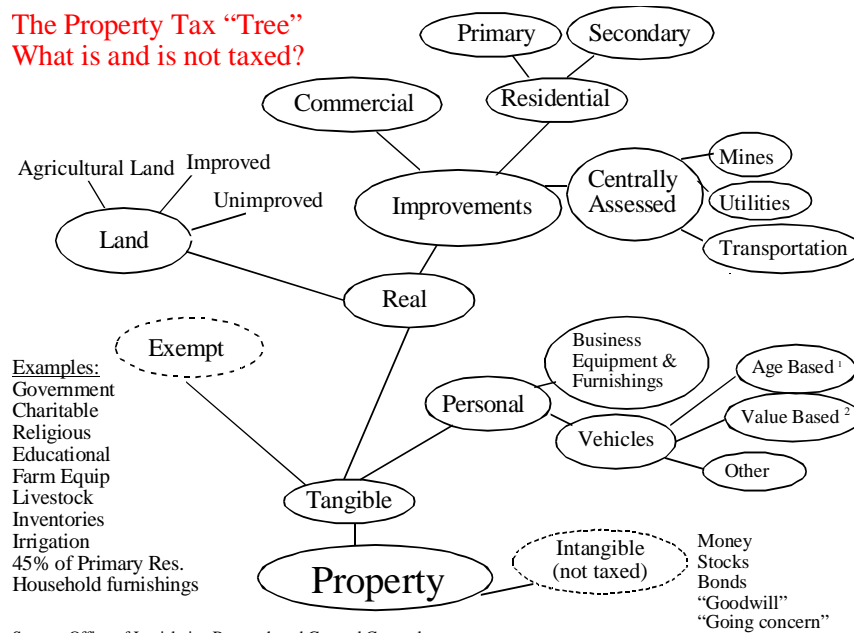 The Property Tax “Tree”
What is and is not taxed?
Primary
Secondary
Commercial
Residential
Agricultural Land
Improved
Unimproved
Land
Improvements
Centrally
Assessed
Mines
Utilities
Transportation
Real
Exempt
Examples:
Government
Charitable
Religious
Educational
Farm Equip
Livestock
Inventories
Irrigation
45% of Primary Res.
Household furnishings
Personal
Business
Equipment &
Furnishings
Vehicles
Age Based 1
Value Based 2
Other
Tangible
Property
Intangible
(not taxed)
Money
Stocks
Bonds
“Goodwill”
“Going concern”